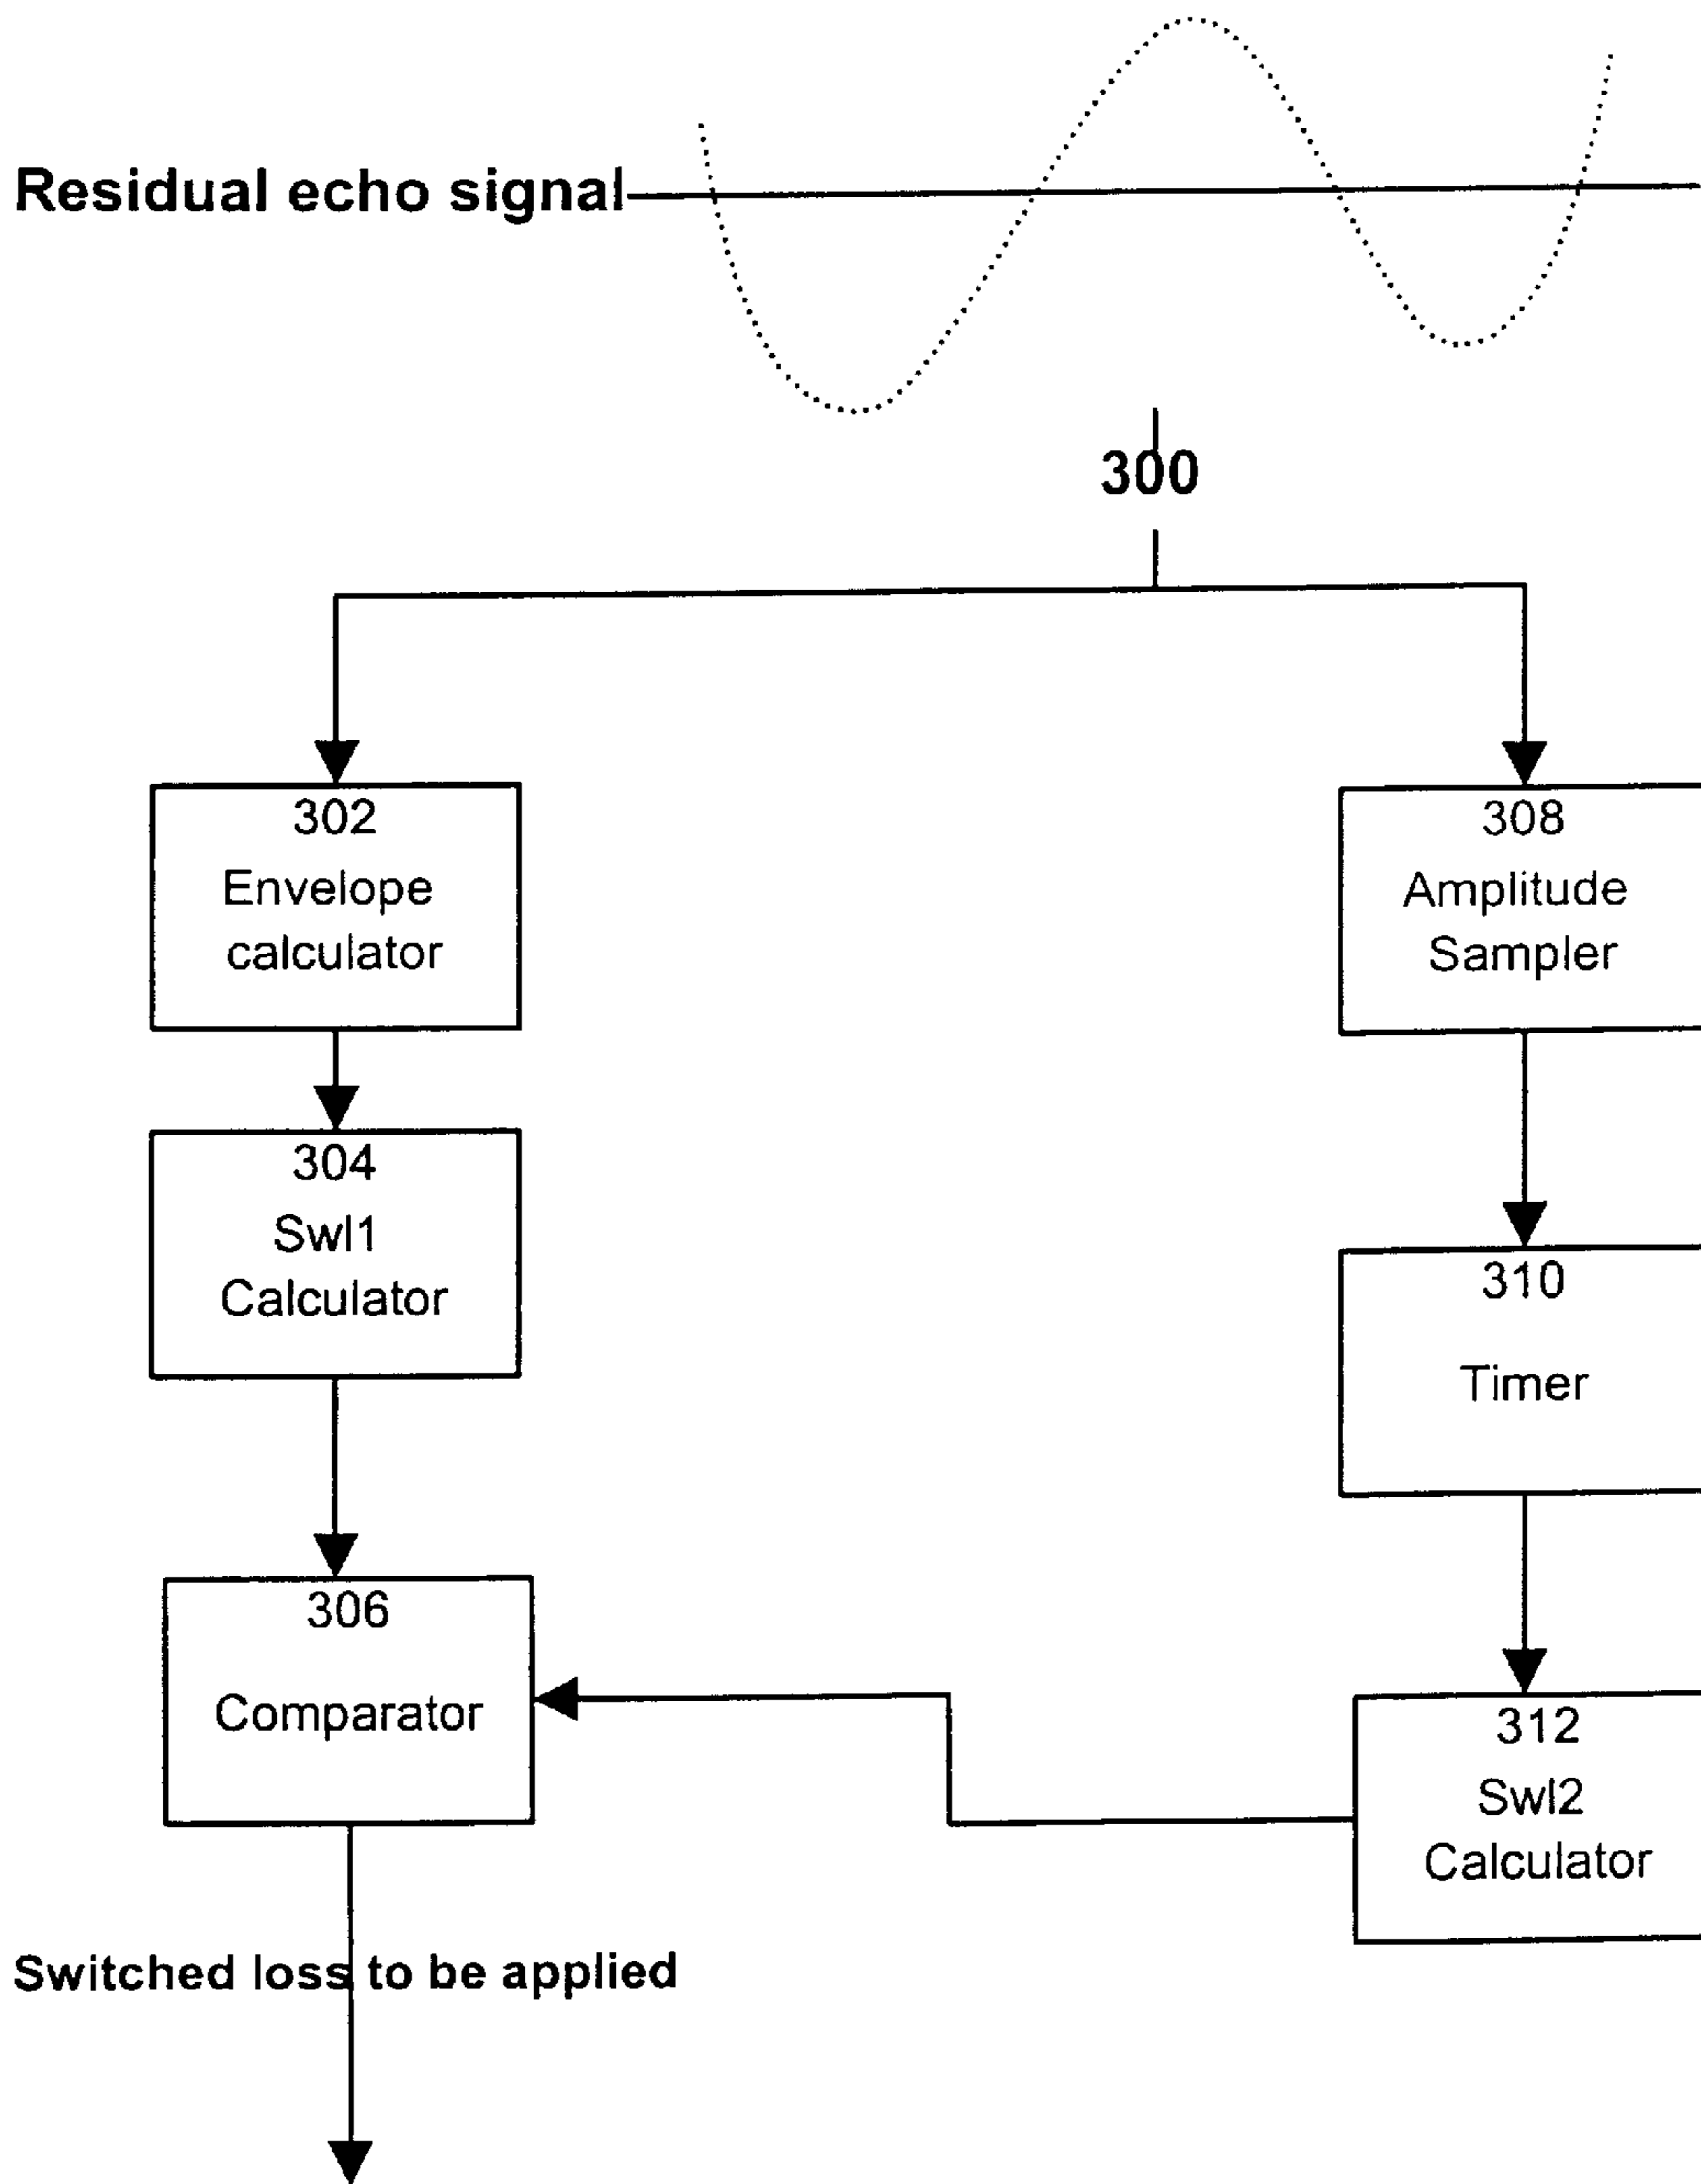 Residual echo signal
300
302
Envelope
calculator
308
Amplitude
Sampler
304
Swl1
Calculator
310
Timer
306
Comparator
312
Swl2
Calculator
Switched loss to be applied